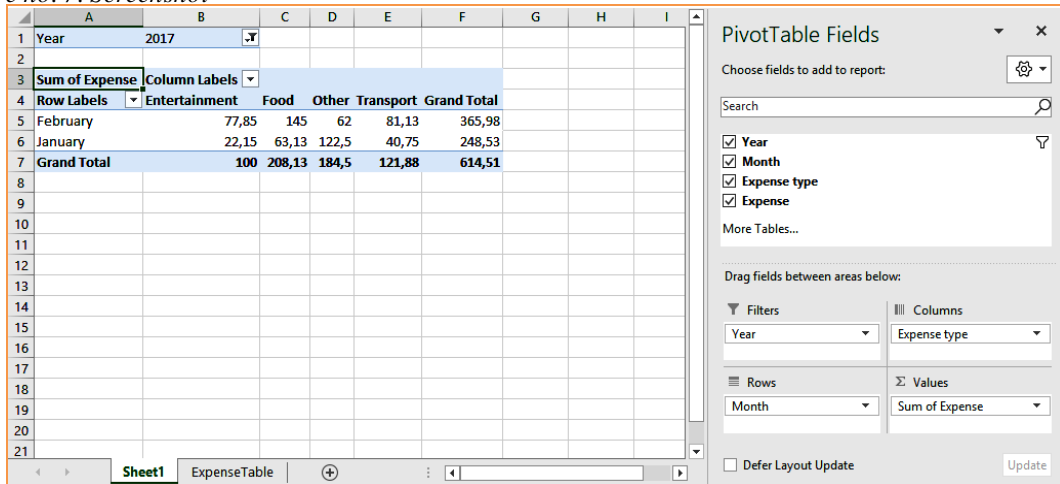 A B C D E F G H I
1 Year 2017
2
3 Sum of Expense Column Labels
4 Row Labels Entertainment Food Other Transport Grand Total
5 February 77,85 145 62 81,13 365,98
6 January 22,15 63,13 122,5 40,75 248,53
7 Grand Total 100 208,13 184,5 121,88 614,51
8
9
10
11
12
13
14
15
16
17
18
19
20
21
Sheet1 ExpenseTable
PivotTable Fields
Choose fields to add to report:
Search
Year
Month
Expense type
Expense
More Tables...
Drag fields between areas below:
Filters Columns
Year Expense type
Rows Σ Values
Month Sum of Expense
Defer Layout Update Update